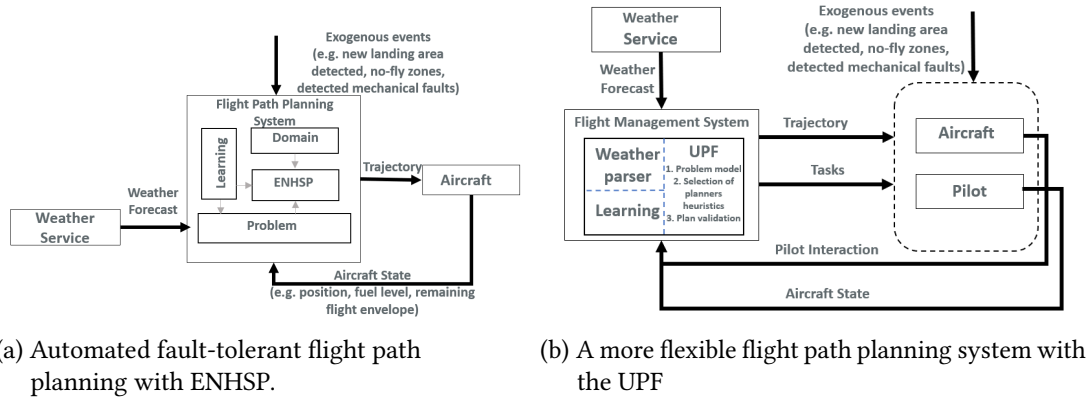 Exogenous events
(e.g. new landing area
detected, no-fly zones,
detected mechanical faults)
Flight Path Planning
System
Learning
Domain
ENHSP
Problem
Trajectory
Aircraft
Weather
Forecast
Weather
Service
Aircraft State
(e.g. position, fuel level, remaining
flight envelope)
(a) Automated fault-tolerant flight path
planning with ENHSP.
Weather
Service
Weather
Forecast
Exogenous events
(e.g. new landing area
detected, no-fly zones,
detected mechanical faults)
Flight Management System
Weather
parser
Learning
UPF
1. Problem model
2. Selection of
planners
heuristics
3. Plan validation
Trajectory
Tasks
Aircraft
Pilot
Pilot Interaction
Aircraft State
(b) A more flexible flight path planning system with
the UPF